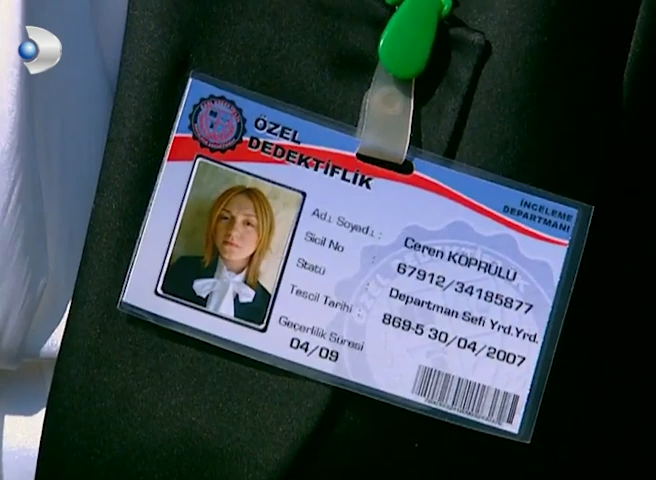 ÖZEL
DEDEKTİFLİK
İNCELEME
DEPARTMANI
Adı Soyadı : Ceren KÖPRÜLÜ
Sicil No : 67912/34185877
Statü : Departman Sefi Yrd.Yrd.
Tescil Tarihi : 869-5 30/04/2007
Geçerlilik Süresi
04/09